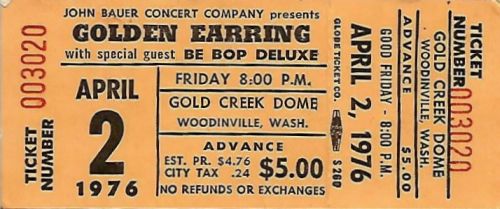 TICKET NUMBER
003020
JOHN BAUER CONCERT COMPANY presents
GOLDEN EARRING
with special guest BE BOP DELUXE
APRIL
2
1976
FRIDAY 8:00 P.M.
GOLD CREEK DOME
WOODINVILLE, WASH.
ADVANCE
EST. PR. $4.76
CITY TAX .24
$5.00
NO REFUNDS OR EXCHANGES
GLOBE TICKET CO.
S 260
APRIL 2, 1976
GOOD FRIDAY - 8:00 P.M.
ADVANCE
$5.00
GOLD CREEK DOME
WOODINVILLE, WASH.
TICKET NUMBER
003020